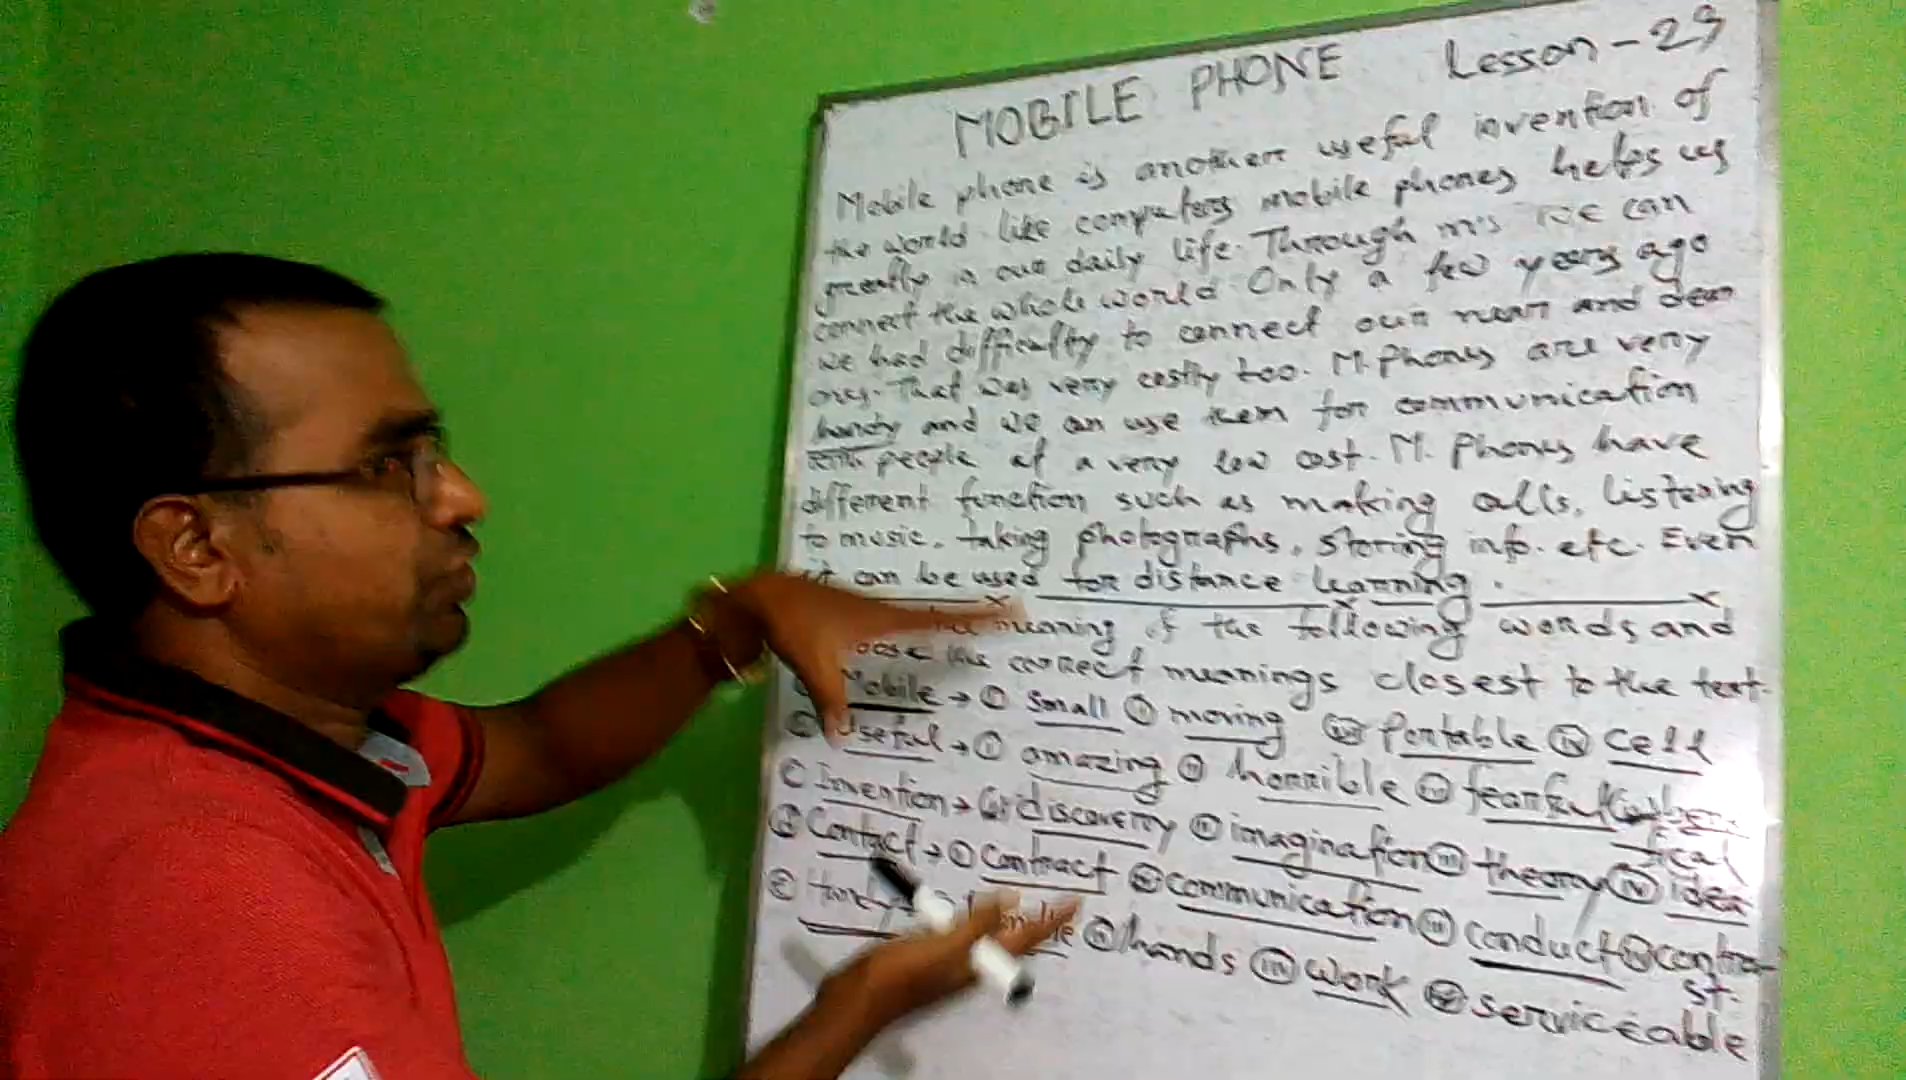 MOBILE PHONE Lesson-29
Mobile phone is another useful invention of
the world like computers mobile phones helps us
greatly in our daily life. Through m's we can
connect the whole world. Only a few years ago
we had difficulty to connect our near and dear
ones. That was very costly too. M. Phones are very
handy and we can use them for communication
with people at a very low cost. M. Phones have
different function such as making calls, listening
to music, taking photographs, storing info. etc. Even
it can be used for distance learning.
the meaning of the following words and
the correct meanings closest to the text.
Mobile → i small ii moving iii Portable iv cell
Useful → i amazing ii horrible iii fearful iv bene
fical
C Invention → i discovery ii imagination iii theory iv idea
d Contact → i contract ii communication iii conduct iv contra-
st.
e Handy ii hands iii work iv serviceable